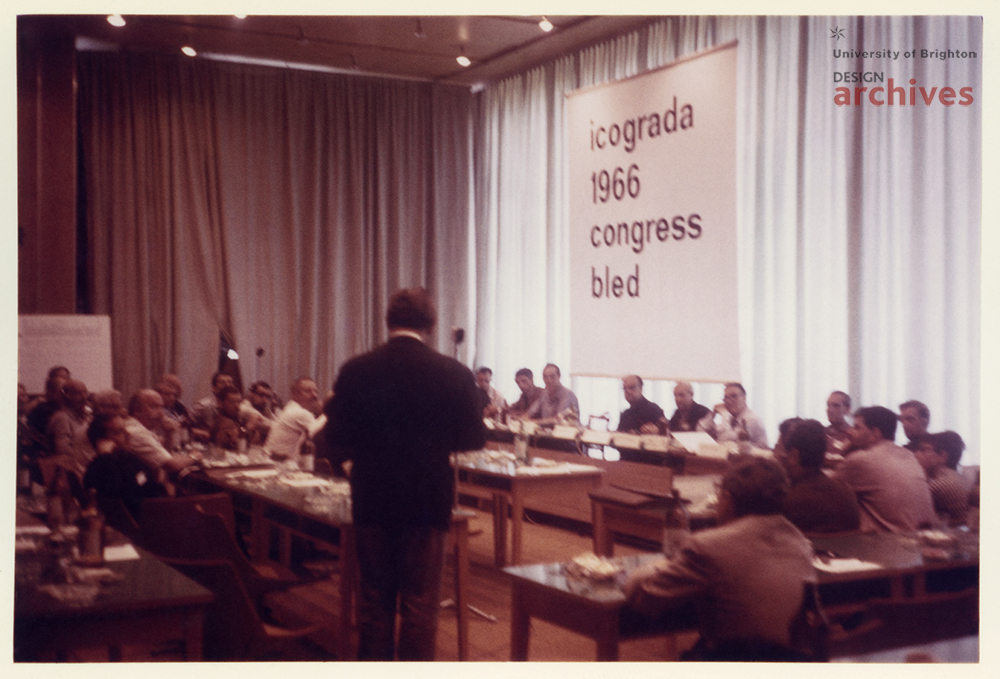 University of Brighton
DESIGN
archives
icograda
1966
congress
bled